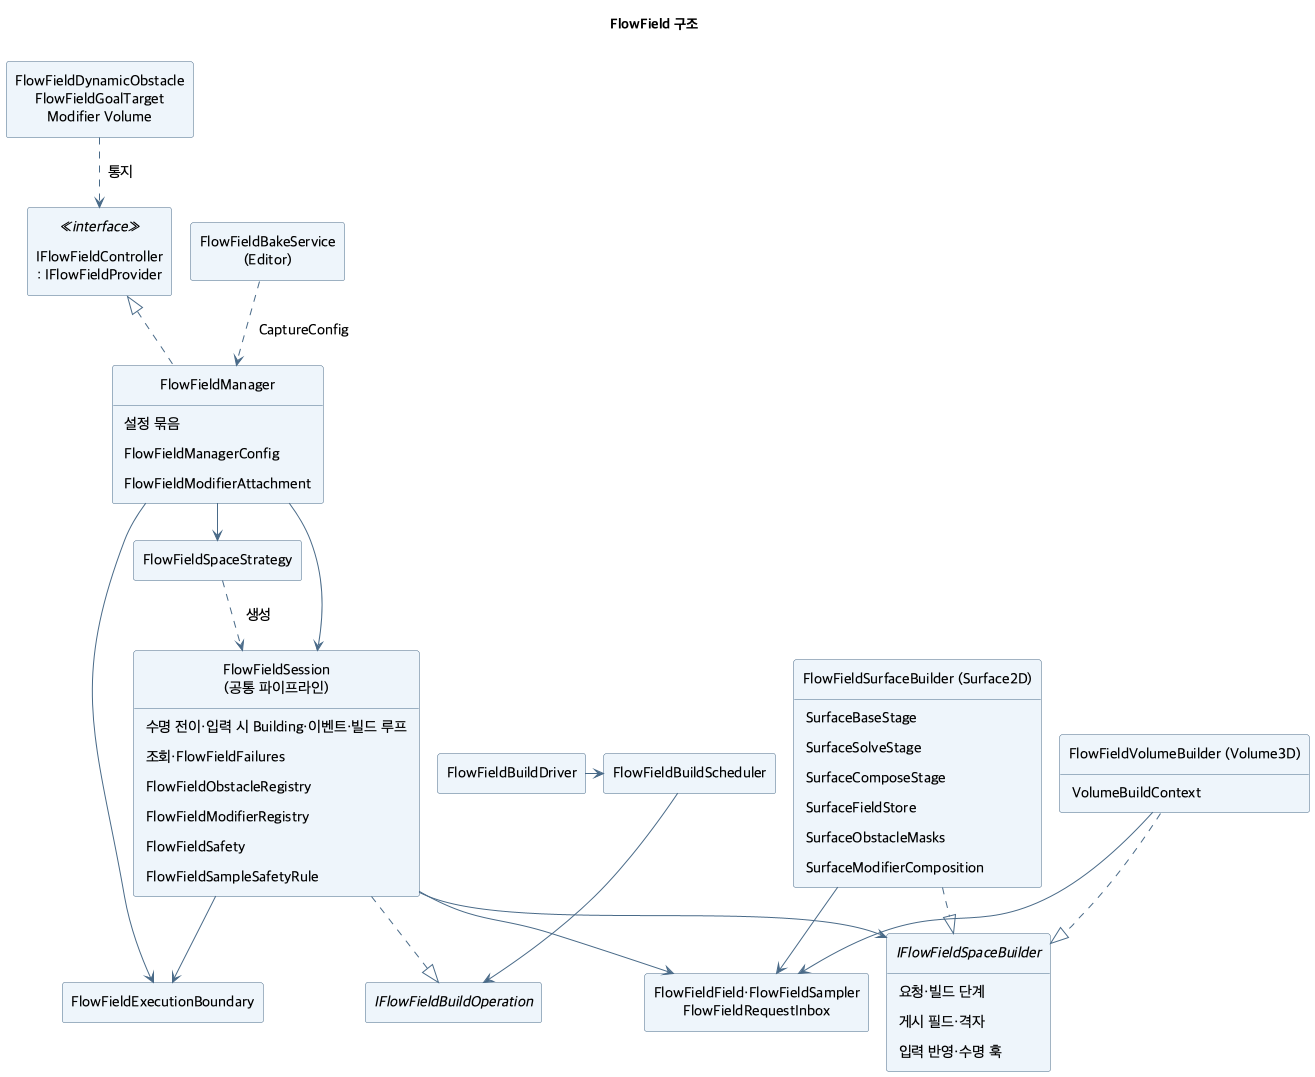 FlowField 구조
FlowFieldDynamicObstacle
FlowFieldGoalTarget
Modifier Volume
통지
≪interface≫
IFlowFieldController
: IFlowFieldProvider
FlowFieldBakeService
(Editor)
CaptureConfig
FlowFieldManager
설정 묶음
FlowFieldManagerConfig
FlowFieldModifierAttachment
FlowFieldSpaceStrategy
생성
FlowFieldSession
(공통 파이프라인)
수명 전이·입력 시 Building·이벤트·빌드 루프
조회·FlowFieldFailures
FlowFieldObstacleRegistry
FlowFieldModifierRegistry
FlowFieldSafety
FlowFieldSampleSafetyRule
FlowFieldBuildDriver
FlowFieldBuildScheduler
FlowFieldSurfaceBuilder (Surface2D)
SurfaceBaseStage
SurfaceSolveStage
SurfaceComposeStage
SurfaceFieldStore
SurfaceObstacleMasks
SurfaceModifierComposition
FlowFieldVolumeBuilder (Volume3D)
VolumeBuildContext
FlowFieldExecutionBoundary
IFlowFieldBuildOperation
FlowFieldField·FlowFieldSampler
FlowFieldRequestInbox
IFlowFieldSpaceBuilder
요청·빌드 단계
게시 필드·격자
입력 반영·수명 훅